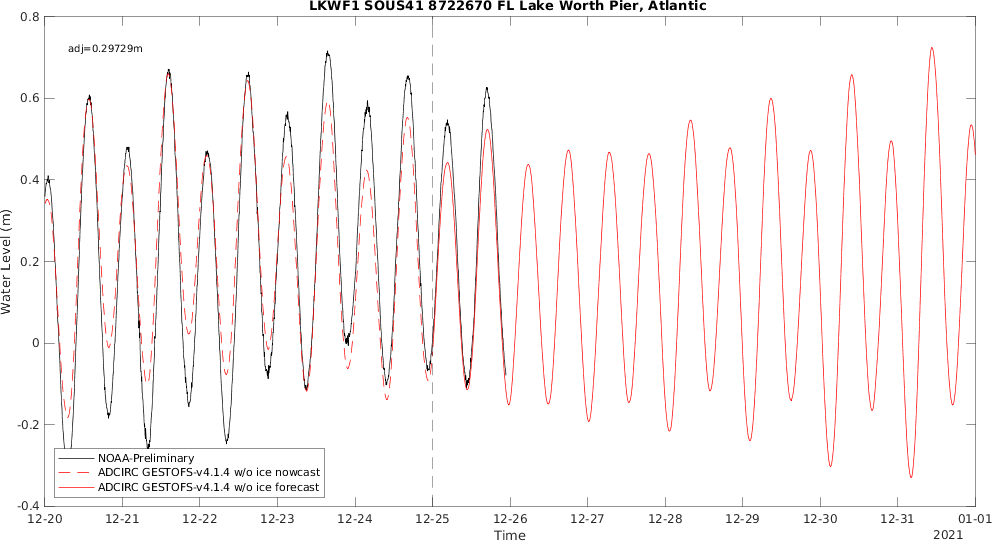 LKWF1 SOUS41 8722670 FL Lake Worth Pier, Atlantic
adj=0.29729m
0.8
0.6
0.4
0.2
0
-0.2
-0.4
Water Level (m)
NOAA-Preliminary
ADCIRC GESTOFS-v4.1.4 w/o ice nowcast
ADCIRC GESTOFS-v4.1.4 w/o ice forecast
12-20 12-21 12-22 12-23 12-24 12-25 12-26 12-27 12-28 12-29 12-30 12-31 01-01
Time
2021